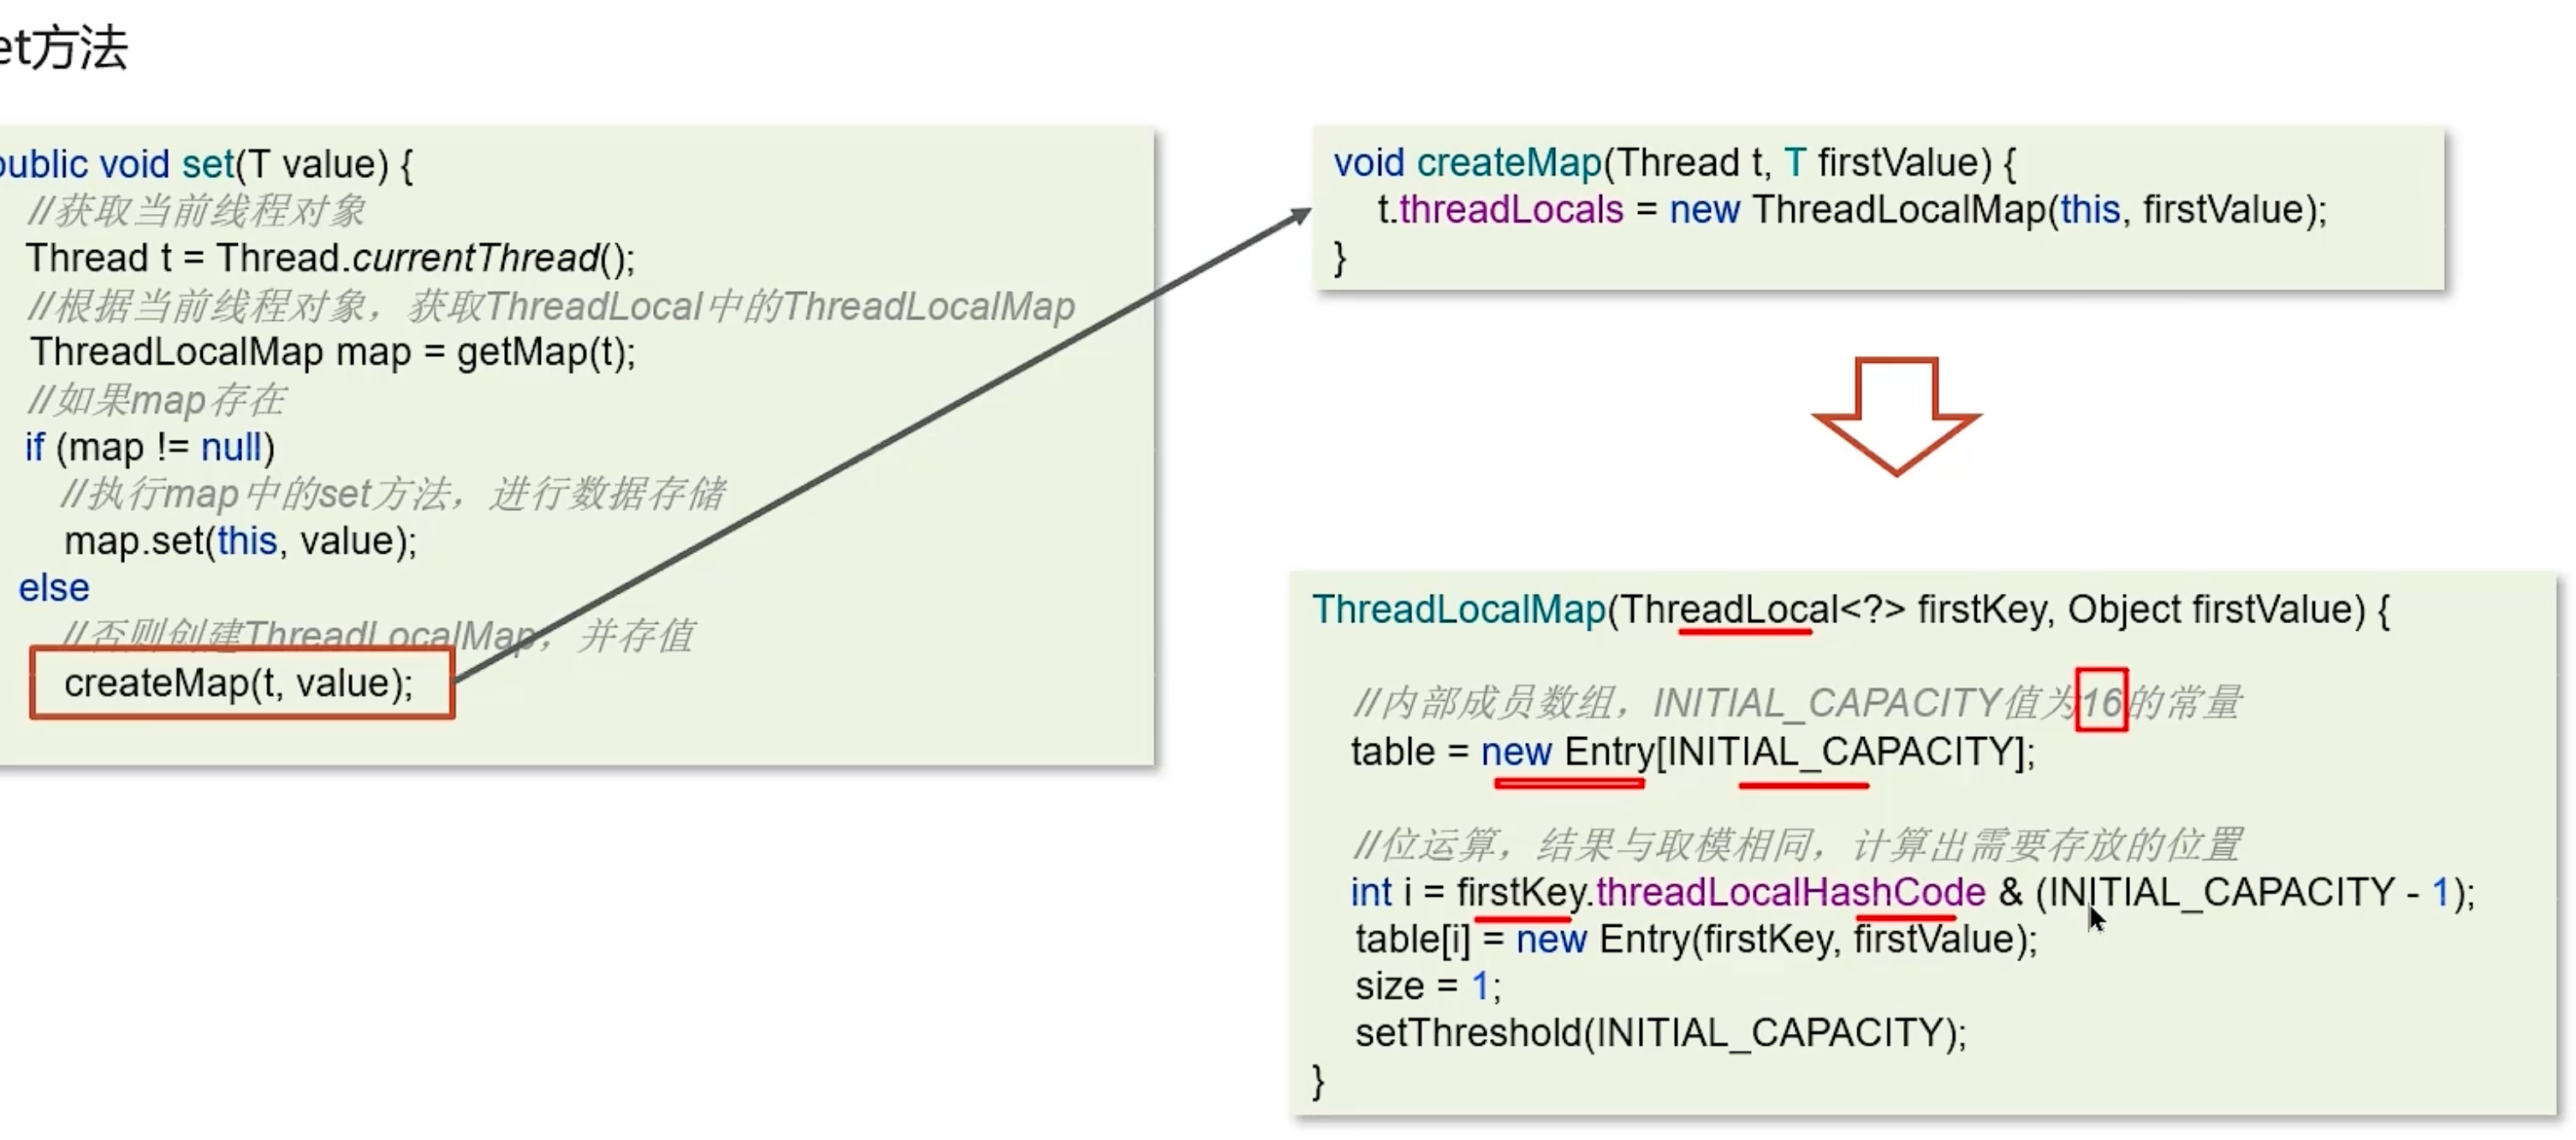 et方法
public void set(T value) {
//获取当前线程对象
Thread t = Thread.currentThread();
//根据当前线程对象，获取ThreadLocal中的ThreadLocalMap
ThreadLocalMap map = getMap(t);
//如果map存在
if (map != null)
//执行map中的set方法，进行数据存储
map.set(this, value);
else
//否则创建ThreadLocalMap，并存值
createMap(t, value);
void createMap(Thread t, T firstValue) {
t.threadLocals = new ThreadLocalMap(this, firstValue);
}
ThreadLocalMap(ThreadLocal<?> firstKey, Object firstValue) {
//内部成员数组，INITIAL_CAPACITY值为16的常量
table = new Entry[INITIAL_CAPACITY];
//位运算，结果与取模相同，计算出需要存放的位置
int i = firstKey.threadLocalHashCode & (INITIAL_CAPACITY - 1);
table[i] = new Entry(firstKey, firstValue);
size = 1;
setThreshold(INITIAL_CAPACITY);
}